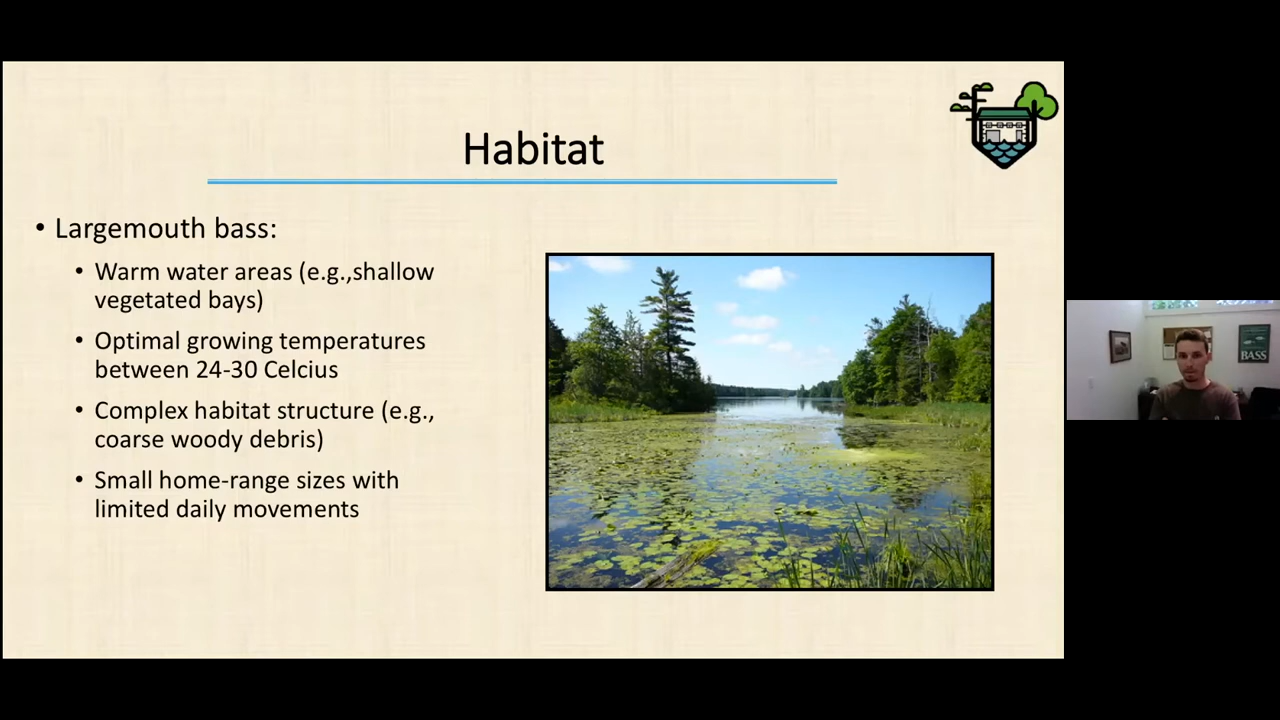 Habitat
• Largemouth bass:
• Warm water areas (e.g.,shallow
vegetated bays)
• Optimal growing temperatures
between 24-30 Celcius
• Complex habitat structure (e.g.,
coarse woody debris)
• Small home-range sizes with
limited daily movements
BASS